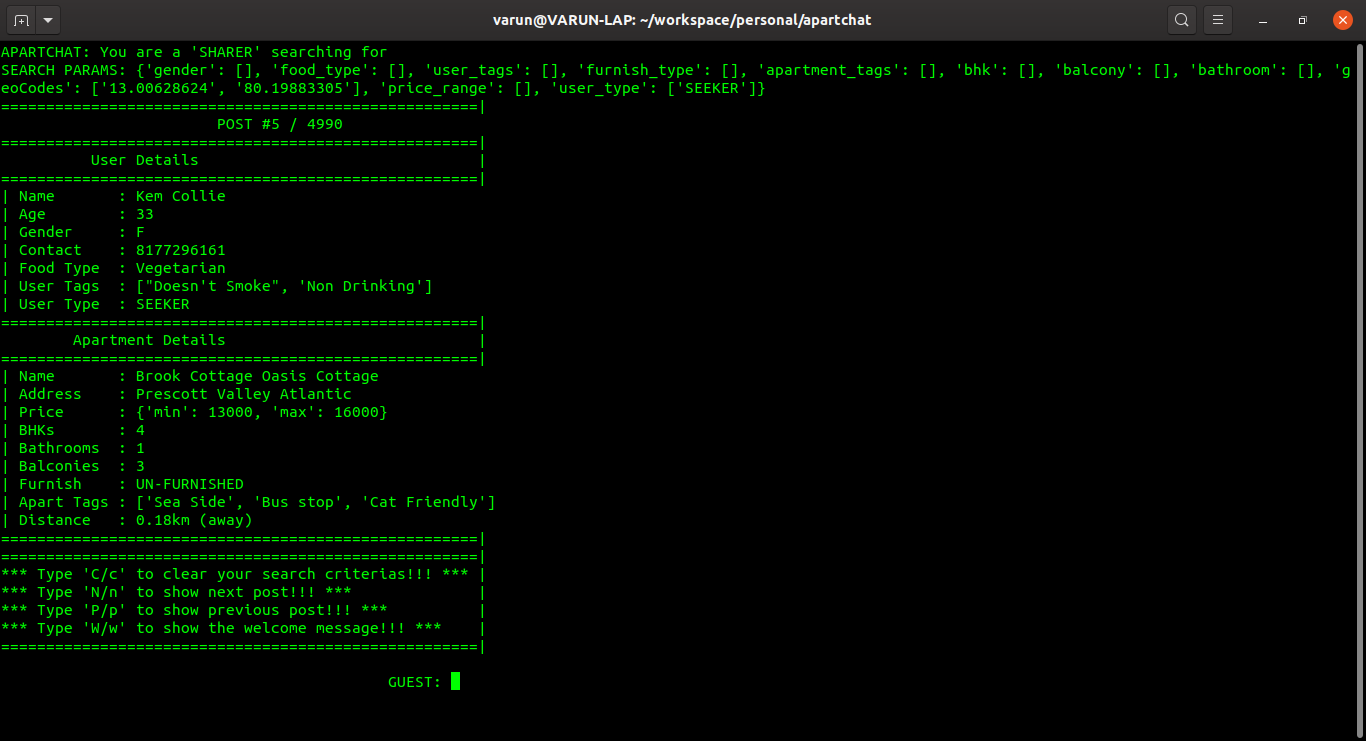 varun@VARUN-LAP: ~/workspace/personal/apartchat
APARTCHAT: You are a 'SHARER' searching for
SEARCH PARAMS: {'gender': [], 'food_type': [], 'user_tags': [], 'furnish_type': [], 'apartment_tags': [], 'bhk': [], 'balcony': [], 'bathroom': [], 'g
eoCodes': ['13.00628624', '80.19883305'], 'price_range': [], 'user_type': ['SEEKER']}
=====================================================|
                        POST #5 / 4990
=====================================================|
          User Details                               |
=====================================================|
| Name       : Kem Collie
| Age        : 33
| Gender     : F
| Contact    : 8177296161
| Food Type  : Vegetarian
| User Tags  : ["Doesn't Smoke", 'Non Drinking']
| User Type  : SEEKER
=====================================================|
        Apartment Details                            |
=====================================================|
| Name       : Brook Cottage Oasis Cottage
| Address    : Prescott Valley Atlantic
| Price      : {'min': 13000, 'max': 16000}
| BHKs       : 4
| Bathrooms  : 1
| Balconies  : 3
| Furnish    : UN-FURNISHED
| Apart Tags : ['Sea Side', 'Bus stop', 'Cat Friendly']
| Distance   : 0.18km (away)
=====================================================|
=====================================================|
*** Type 'C/c' to clear your search criterias!!! *** |
*** Type 'N/n' to show next post!!! ***              |
*** Type 'P/p' to show previous post!!! ***          |
*** Type 'W/w' to show the welcome message!!! ***    |
=====================================================|
                                           GUEST: